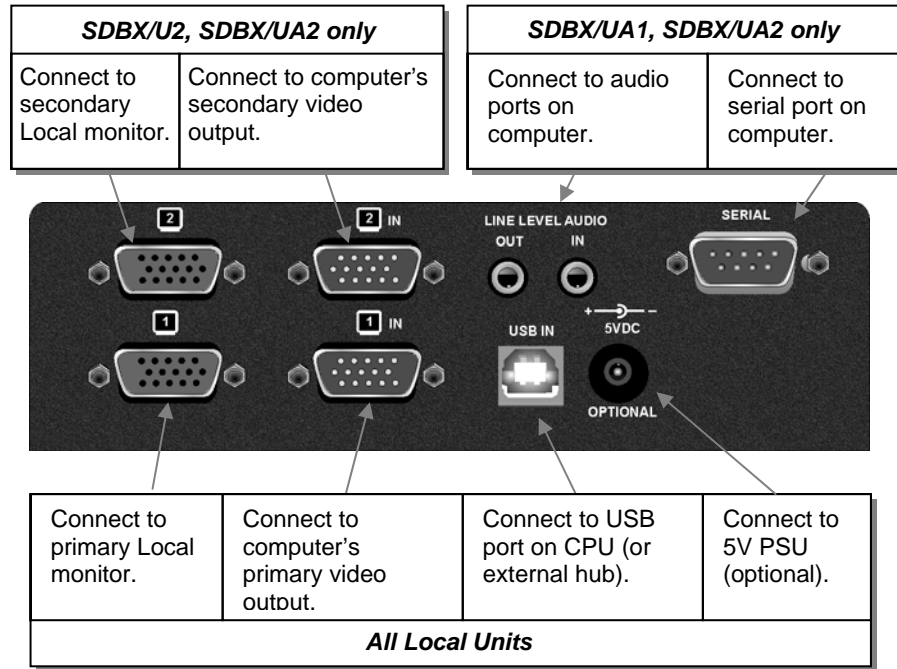 SDBX/U2, SDBX/UA2 only
Connect to
secondary
Local monitor.
Connect to computer’s
secondary video
output.
SDBX/UA1, SDBX/UA2 only
Connect to audio
ports on
computer.
Connect to
serial port on
computer.
2
2 IN
LINE LEVEL AUDIO
OUT IN
SERIAL
1
1 IN
USB IN
+ −
5VDC
OPTIONAL
Connect to
primary Local
monitor.
Connect to
computer’s
primary video
output.
Connect to USB
port on CPU (or
external hub).
Connect to
5V PSU
(optional).
All Local Units